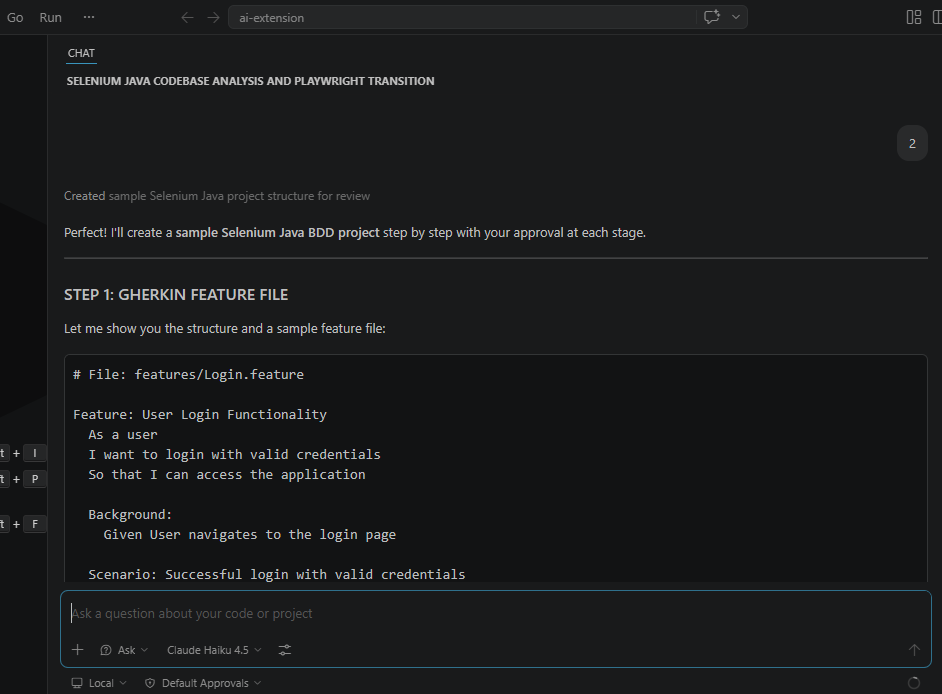 Go Run ··· ai-extension
CHAT
SELENIUM JAVA CODEBASE ANALYSIS AND PLAYWRIGHT TRANSITION
2
Created sample Selenium Java project structure for review
Perfect! I'll create a sample Selenium Java BDD project step by step with your approval at each stage.
STEP 1: GHERKIN FEATURE FILE
Let me show you the structure and a sample feature file:
# File: features/Login.feature
Feature: User Login Functionality
As a user
I want to login with valid credentials
So that I can access the application
Background:
Given User navigates to the login page
Scenario: Successful login with valid credentials
t + I
t + P
t + F
Ask a question about your code or project
Ask Claude Haiku 4.5
Local Default Approvals